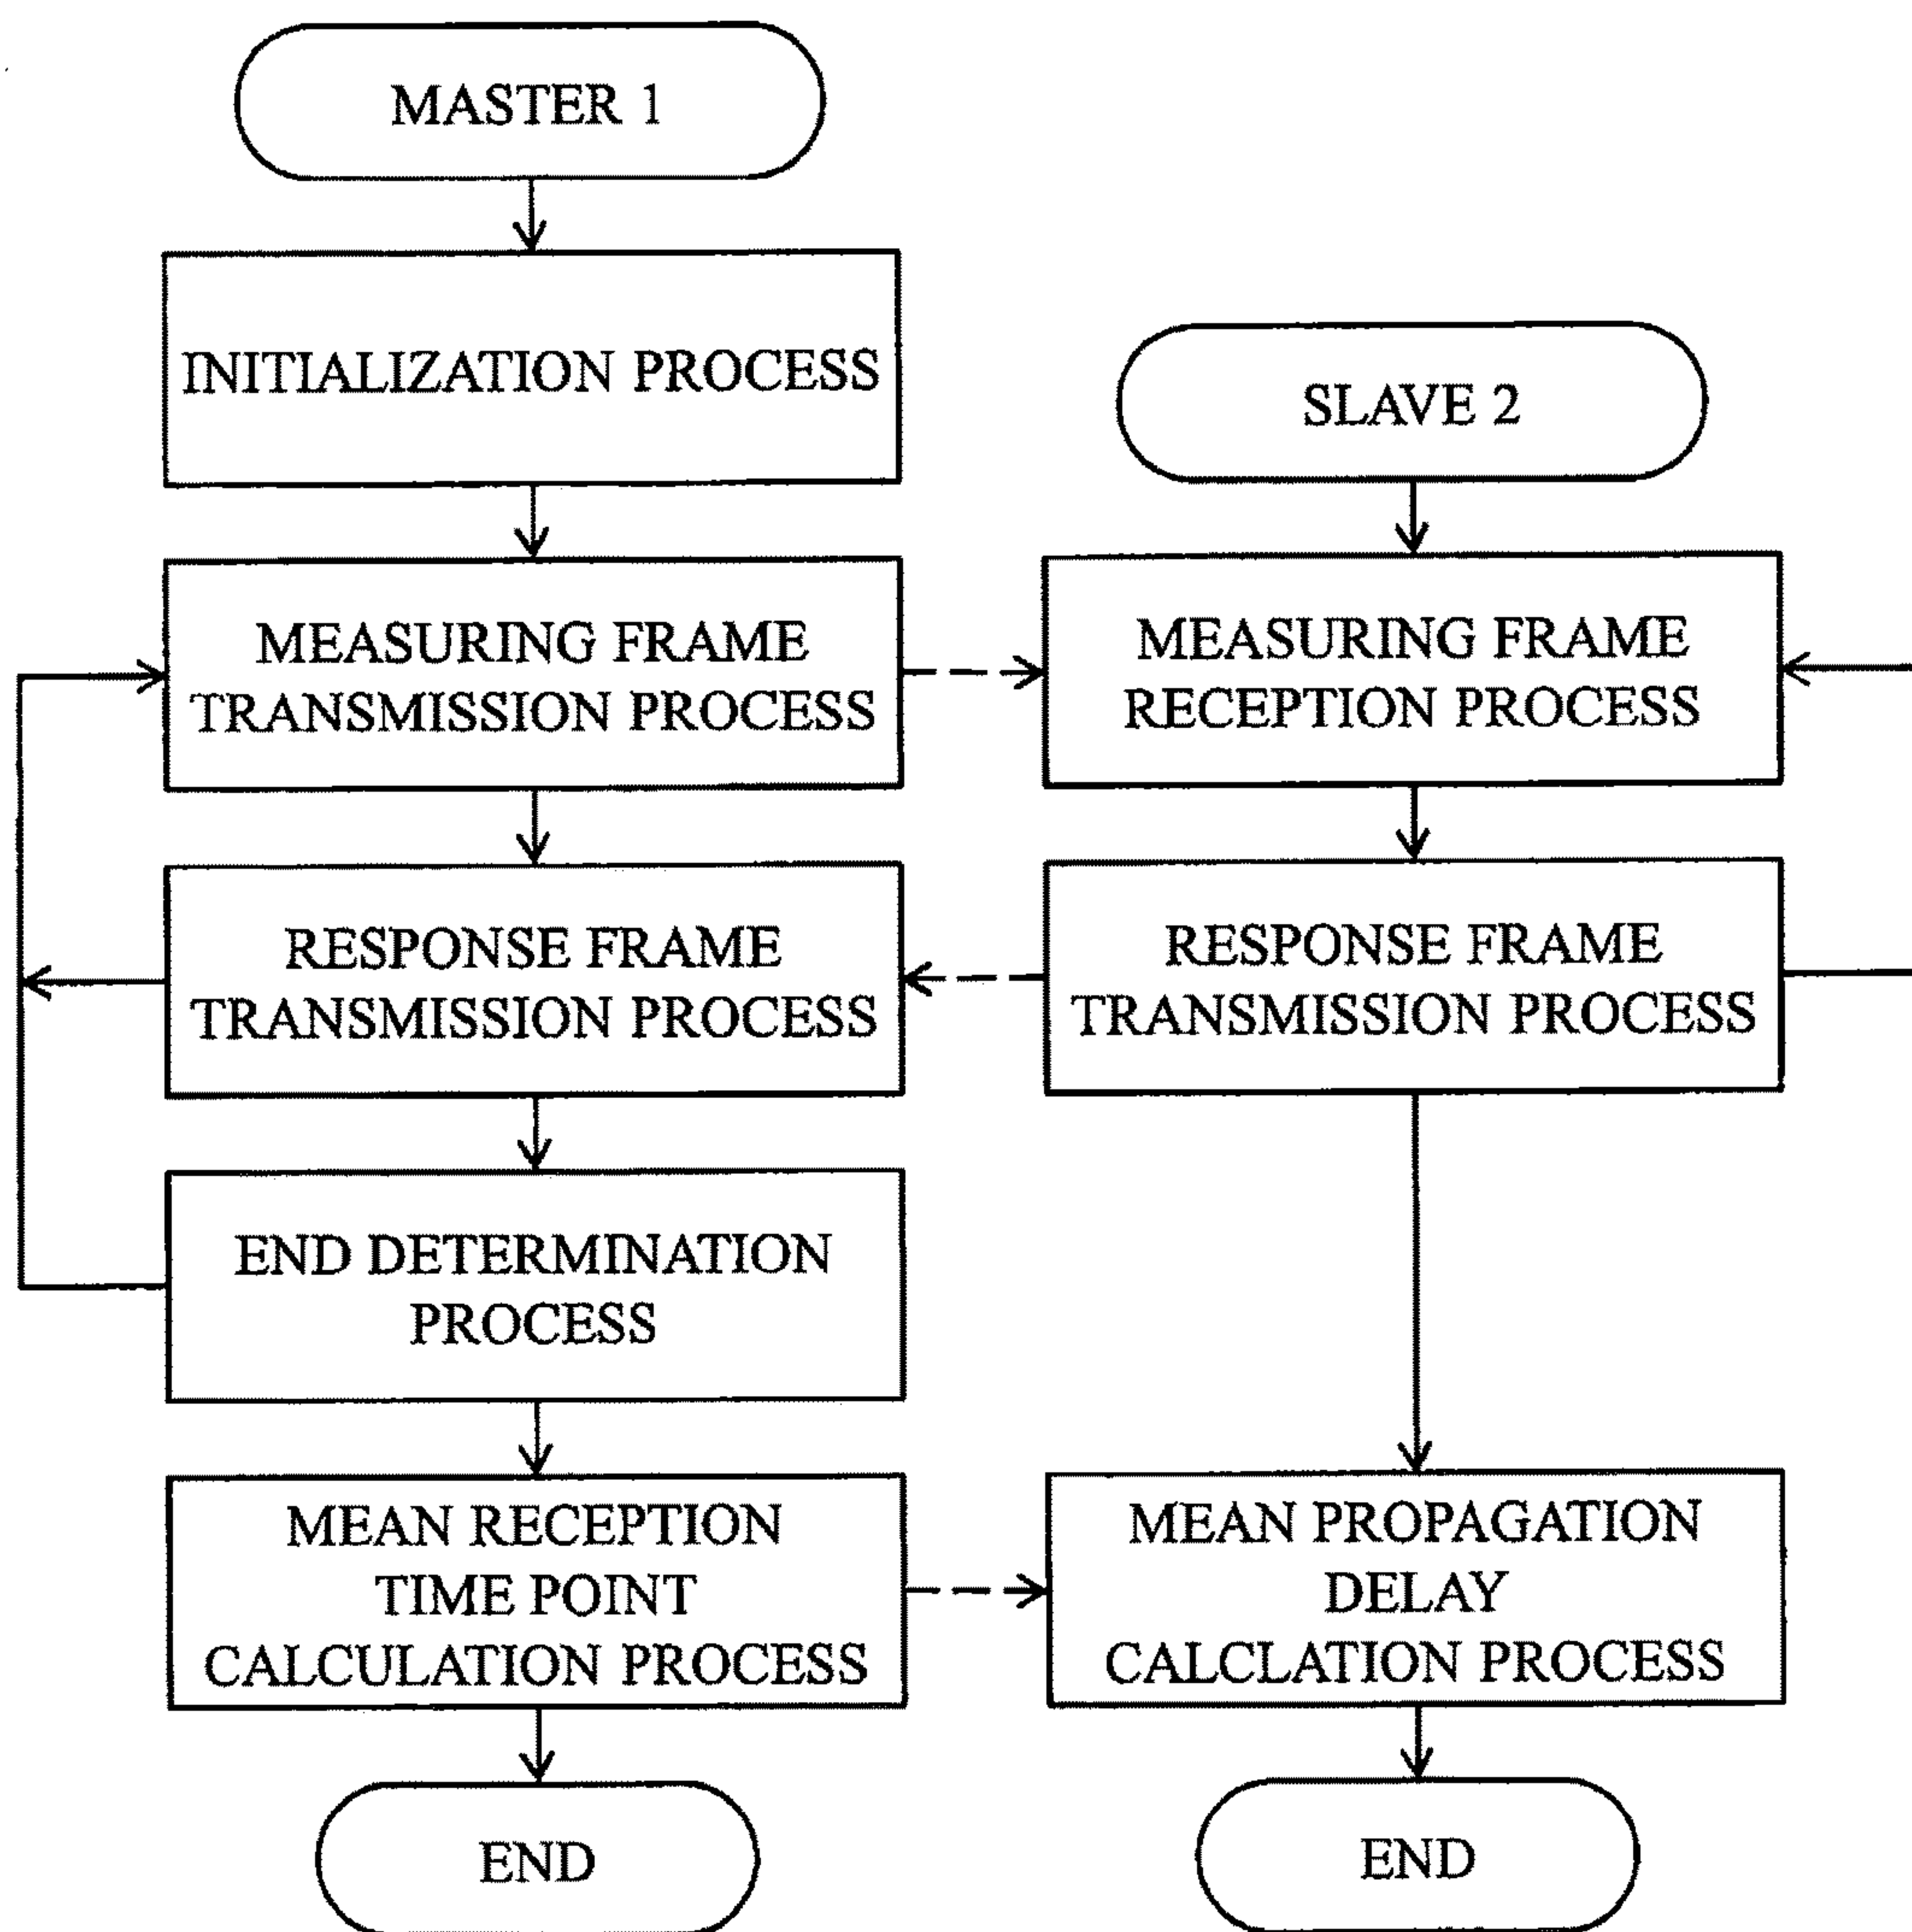 MASTER 1
INITIALIZATION PROCESS
SLAVE 2
MEASURING FRAME
TRANSMISSION PROCESS
MEASURING FRAME
RECEPTION PROCESS
RESPONSE FRAME
TRANSMISSION PROCESS
RESPONSE FRAME
TRANSMISSION PROCESS
END DETERMINATION
PROCESS
MEAN RECEPTION
TIME POINT
CALCULATION PROCESS
MEAN PROPAGATION
DELAY
CALCLATION PROCESS
END
END